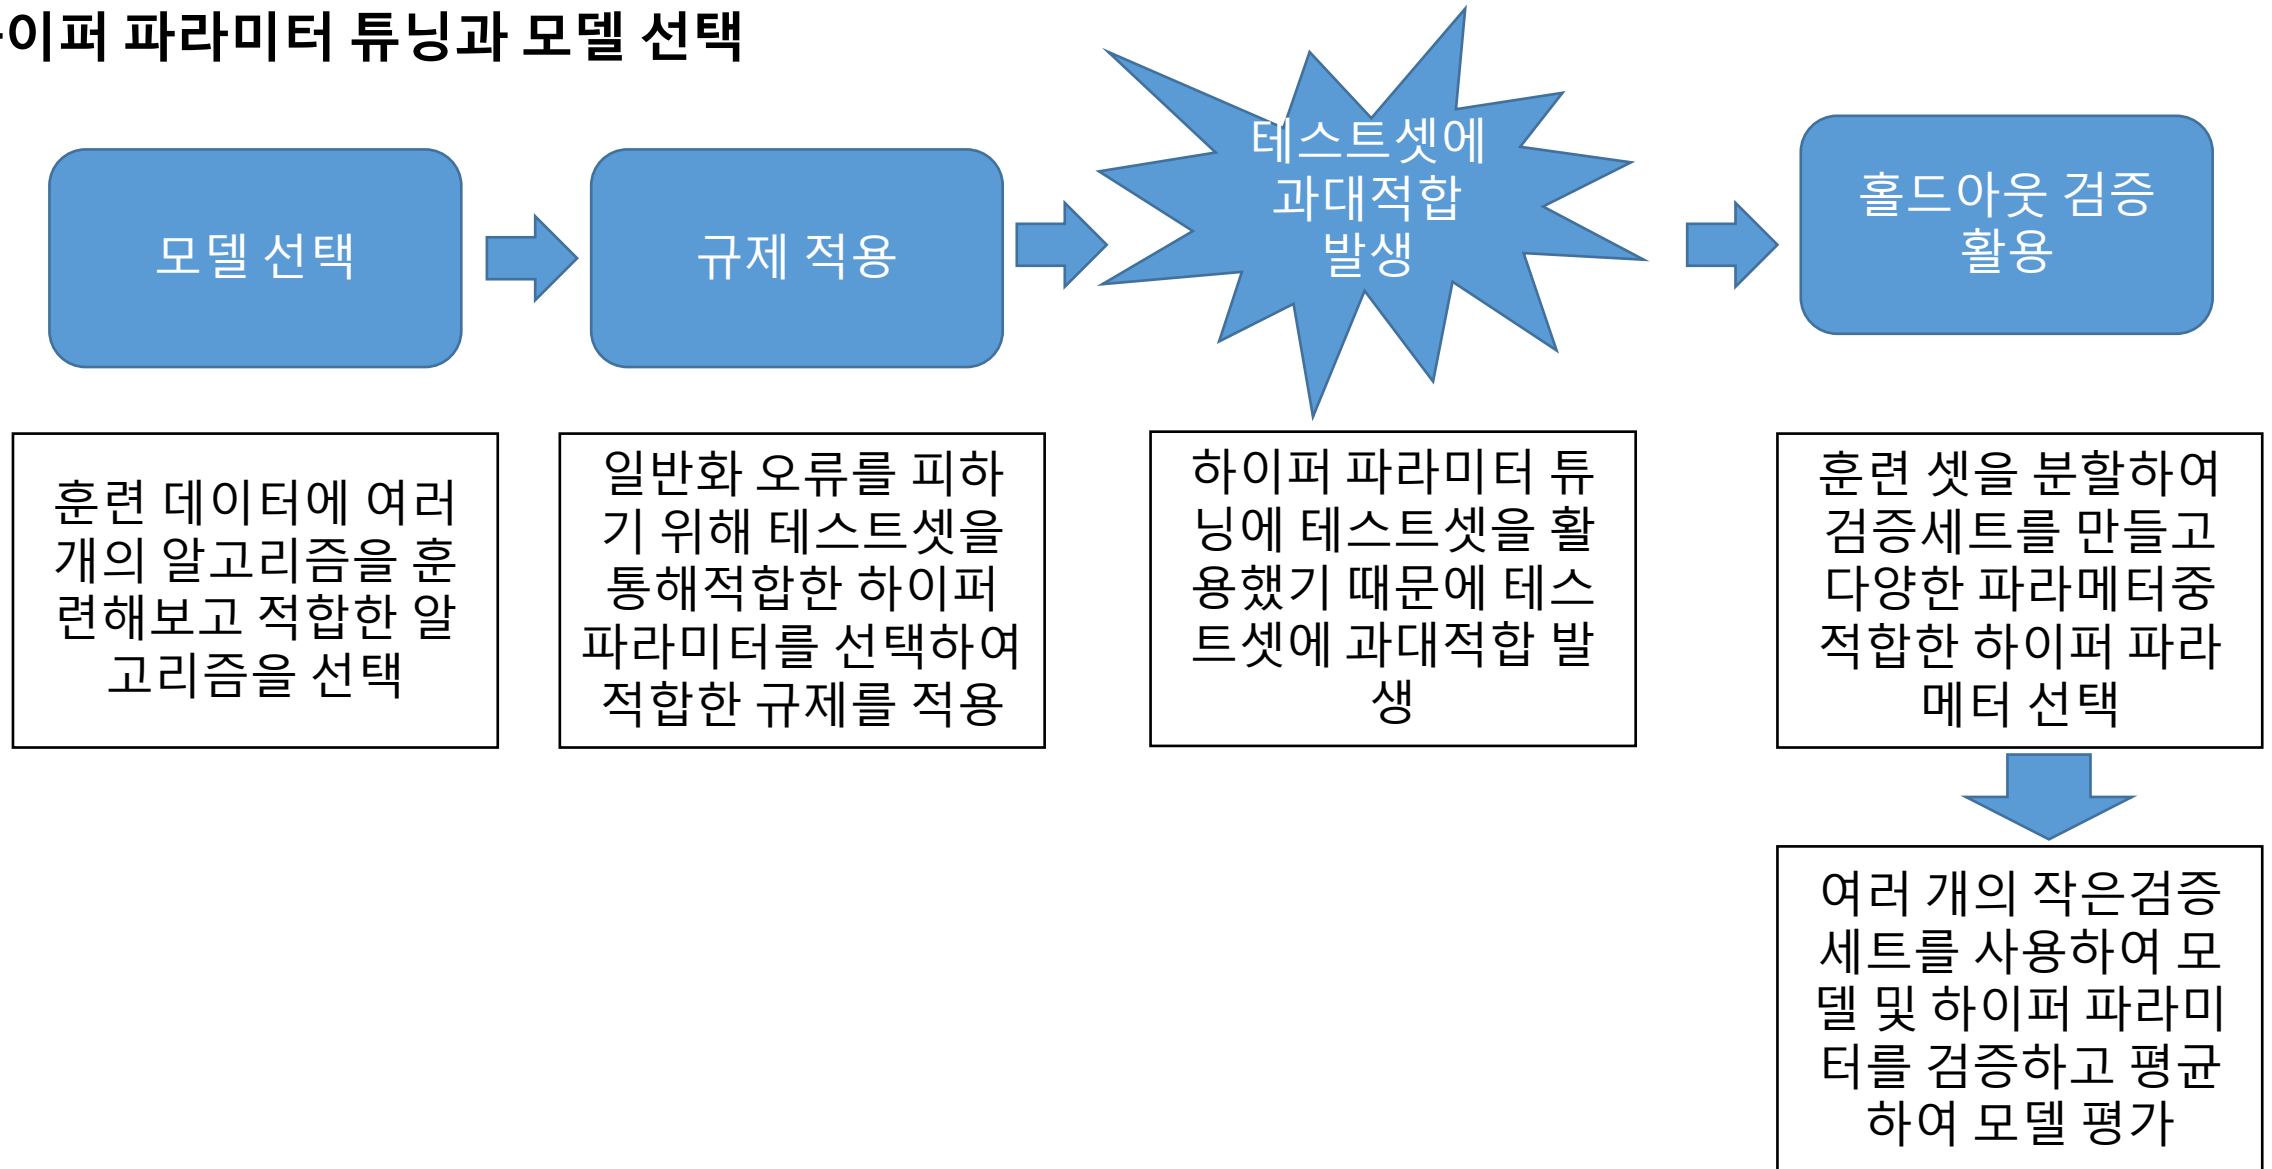 이퍼 파라미터 튜닝과 모델 선택
모델 선택
규제 적용
테스트셋에
과대적합
발생
홀드아웃 검증
활용
훈련 데이터에 여러
개의 알고리즘을 훈
련해보고 적합한 알
고리즘을 선택
일반화 오류를 피하
기 위해 테스트셋을
통해적합한 하이퍼
파라미터를 선택하여
적합한 규제를 적용
하이퍼 파라미터 튜
닝에 테스트셋을 활
용했기 때문에 테스
트셋에 과대적합 발
생
훈련 셋을 분할하여
검증세트를 만들고
다양한 파라메터중
적합한 하이퍼 파라
메터 선택
여러 개의 작은검증
세트를 사용하여 모
델 및 하이퍼 파라미
터를 검증하고 평균
하여 모델 평가